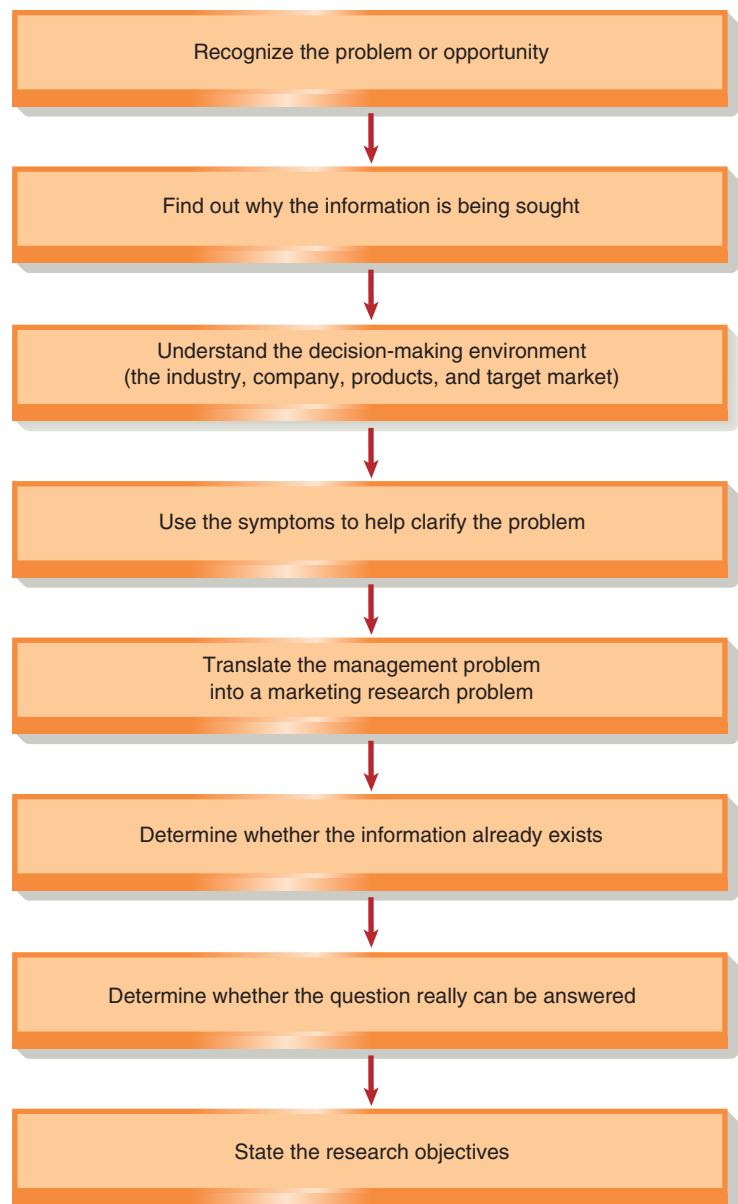 Recognize the problem or opportunity
Find out why the information is being sought
Understand the decision-making environment
(the industry, company, products, and target market)
Use the symptoms to help clarify the problem
Translate the management problem
into a marketing research problem
Determine whether the information already exists
Determine whether the question really can be answered
State the research objectives